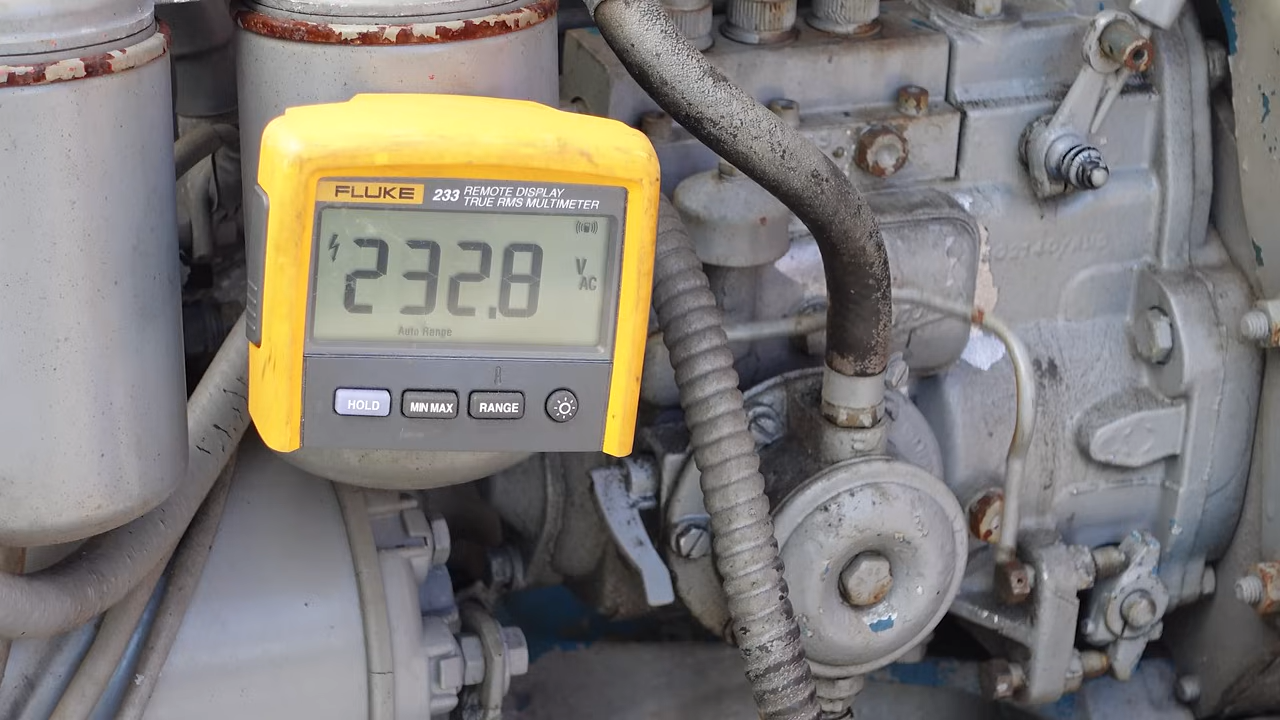 FLUKE 233 REMOTE DISPLAY
TRUE RMS MULTIMETER
232.8
V
AC
Auto Range
HOLD
MIN MAX
RANGE